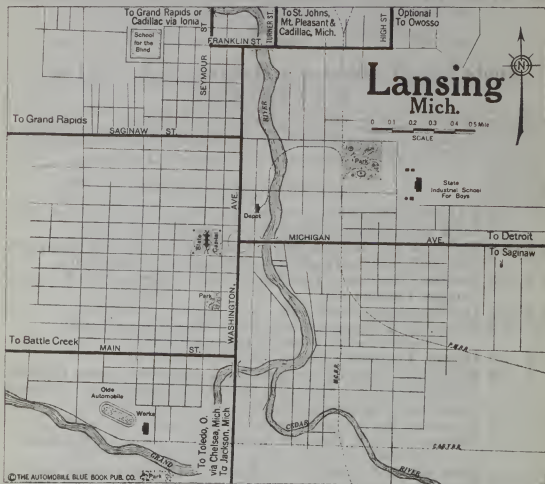 To Grand Rapids or
Cadillac via Ionia
ST
TURNER ST.
To St. Johns,
Mt. Pleasant &
Cadillac, Mich.
HIGH ST
Optional
To Owosso
School
for the
Blind
FRANKLIN ST.
SEYMOUR
N
Lansing
Mich.
0 0.1 0.2 0.3 0.4 0.5 Mile
SCALE
RIVER
To Grand Rapids
SAGINAW ST.
Park
State
Industrial School
For Boys
AVE.
Depot
State
Capitol
MICHIGAN AVE.
To Detroit
To Saginaw
Park
WASHINGTON
To Battle Creek
MAIN ST.
P.M.R.R.
M.C.R.R.
Olds
Automobile
Works
CEDAR
RIVER
GRAND
To Toledo, O.
via Chelsea, Mich
To Jackson, Mich
© THE AUTOMOBILE BLUE BOOK PUB. CO.
Park